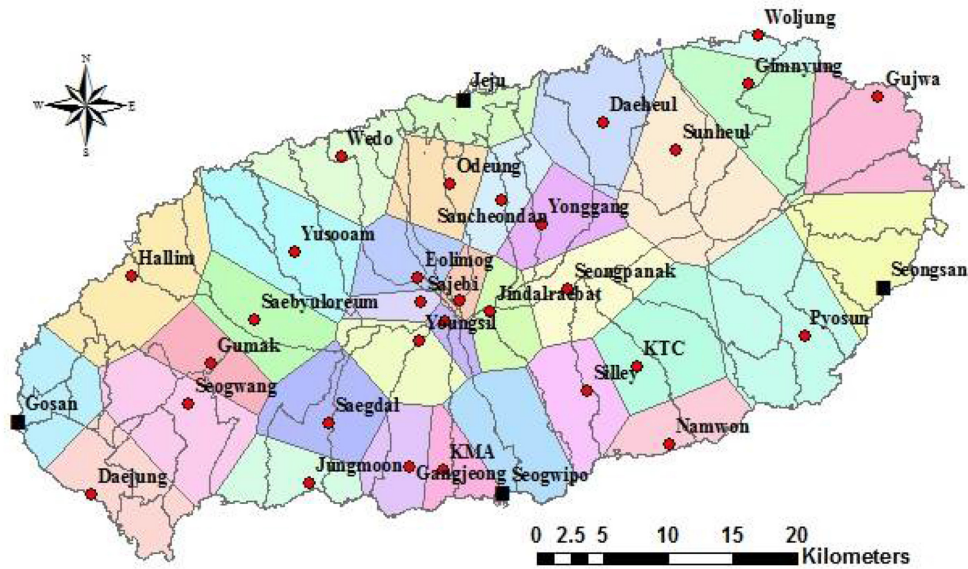 Woljung
N
Gimnyung
Jeju
Gujwa
W
E
Daeheul
S
Wedo
Sunheul
Odeung
Sancheondan
Yonggang
Yusooam
Hallim
Eolimog
Seongpanak
Seongsan
Sajebi
Jindalraebat
Saebyuloreum
Youngsil
Pyosun
Gumak
KTC
Seogwang
Silley
Gosan
Saegdal
Namwon
KMA
Jungmoon
Gangjeong
Seogwipo
Daejung
0 2.5 5 10 15 20
Kilometers